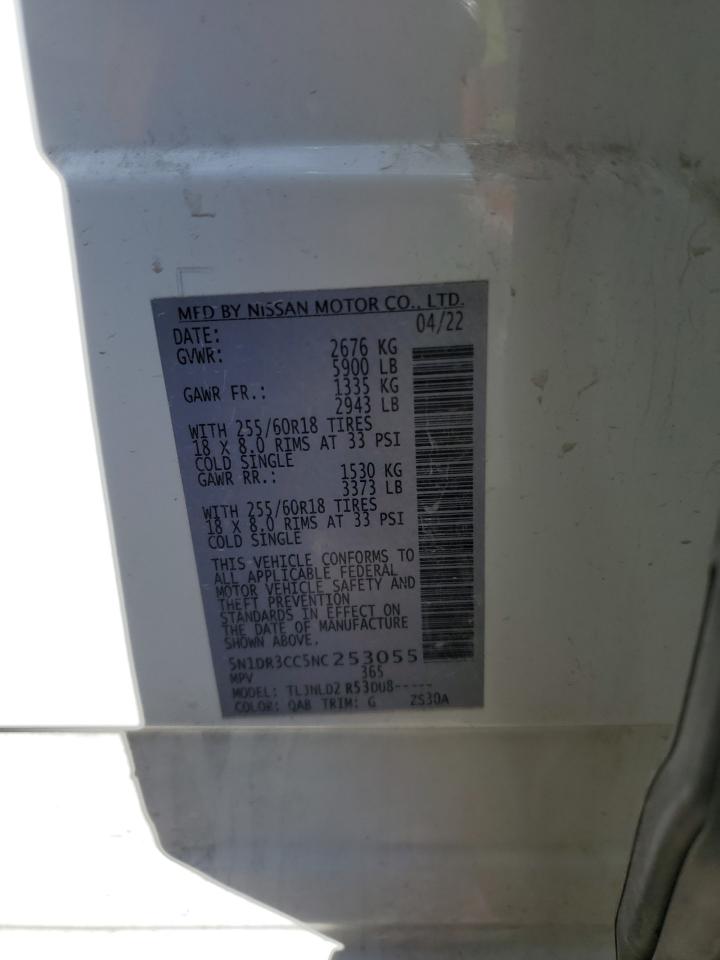 MFD BY NISSAN MOTOR CO., LTD.
DATE: 04/22
GVWR: 2676 KG
5900 LB
GAWR FR.: 1335 KG
2943 LB
WITH 255/60R18 TIRES
18 X 8.0 RIMS AT 33 PSI
COLD SINGLE
GAWR RR.: 1530 KG
3373 LB
WITH 255/60R18 TIRES
18 X 8.0 RIMS AT 33 PSI
COLD SINGLE
THIS VEHICLE CONFORMS TO
ALL APPLICABLE FEDERAL
MOTOR VEHICLE SAFETY AND
THEFT PREVENTION
STANDARDS IN EFFECT ON
THE DATE OF MANUFACTURE
SHOWN ABOVE.
5N1DR3CC5NC253055
MPV 365
MODEL: TLJNLD2 R53DU8-----
COLOR: QAB TRIM: G ZS30A